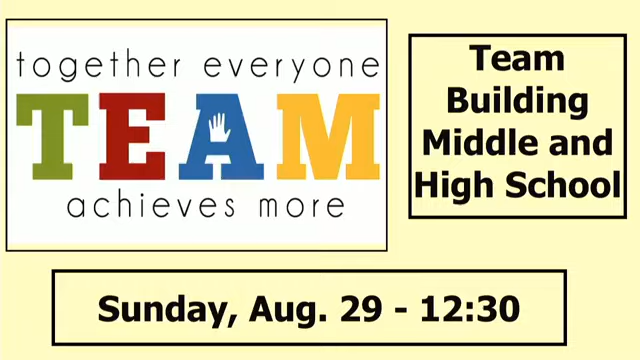 together everyone
TEAM
achieves more
Team
Building
Middle and
High School
Sunday, Aug. 29 - 12:30